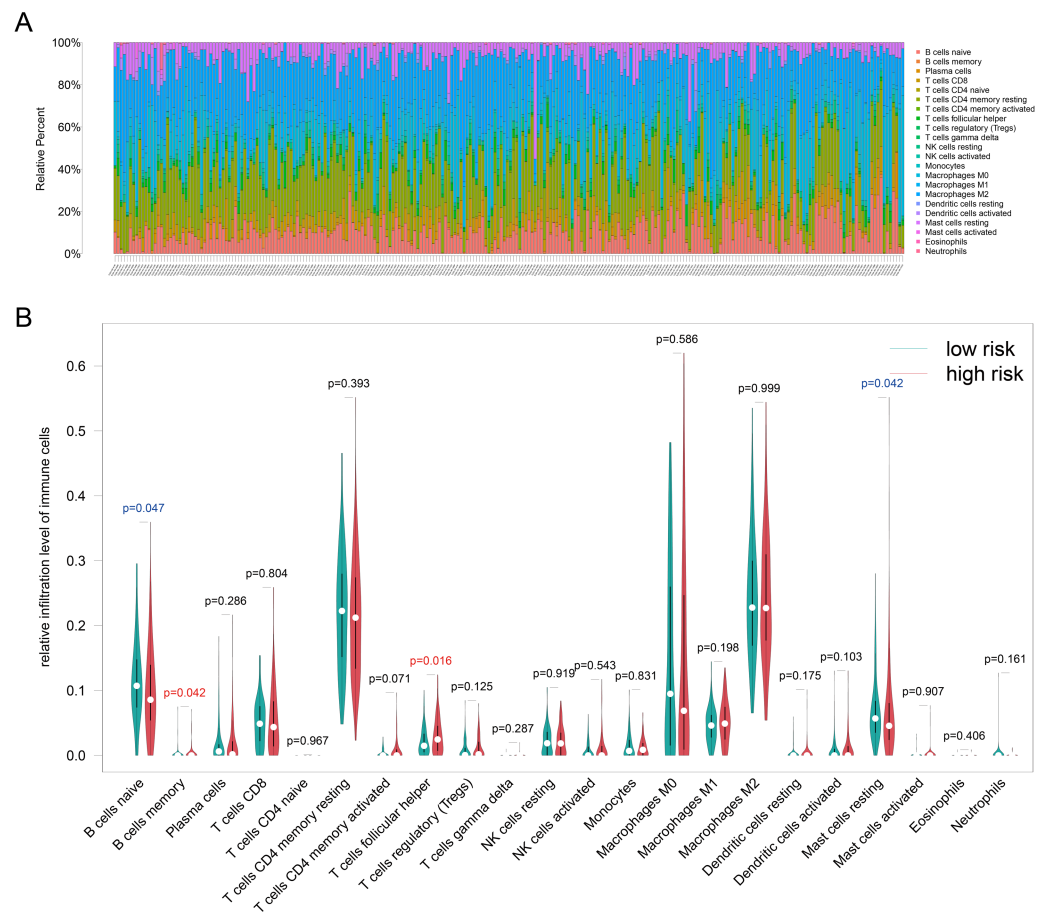 A
100%
80%
60%
40%
20%
0%
Relative Percent
B cells naive
B cells memory
Plasma cells
T cells CD8
T cells CD4 naive
T cells CD4 memory resting
T cells CD4 memory activated
T cells follicular helper
T cells regulatory (Tregs)
T cells gamma delta
NK cells resting
NK cells activated
Monocytes
Macrophages M0
Macrophages M1
Macrophages M2
Dendritic cells resting
Dendritic cells activated
Mast cells resting
Mast cells activated
Eosinophils
Neutrophils
B
relative infiltration level of immune cells
0.6
0.5
0.4
0.3
0.2
0.1
0.0
low risk
high risk
p=0.047
p=0.042
p=0.286
p=0.804
p=0.967
p=0.393
p=0.071
p=0.016
p=0.125
p=0.287
p=0.919
p=0.543
p=0.831
p=0.586
p=0.198
p=0.999
p=0.175
p=0.103
p=0.042
p=0.907
p=0.406
p=0.161
B cells naive
B cells memory
Plasma cells
T cells CD8
T cells CD4 naive
T cells CD4 memory resting
T cells CD4 memory activated
T cells follicular helper
T cells regulatory (Tregs)
T cells gamma delta
NK cells resting
NK cells activated
Monocytes
Macrophages M0
Macrophages M1
Macrophages M2
Dendritic cells resting
Dendritic cells activated
Mast cells resting
Mast cells activated
Eosinophils
Neutrophils